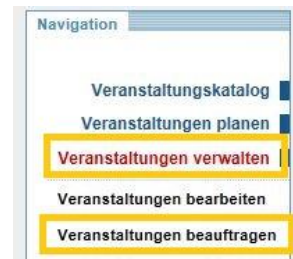 Navigation
Veranstaltungskatalog
Veranstaltungen planen
Veranstaltungen verwalten
Veranstaltungen bearbeiten
Veranstaltungen beauftragen